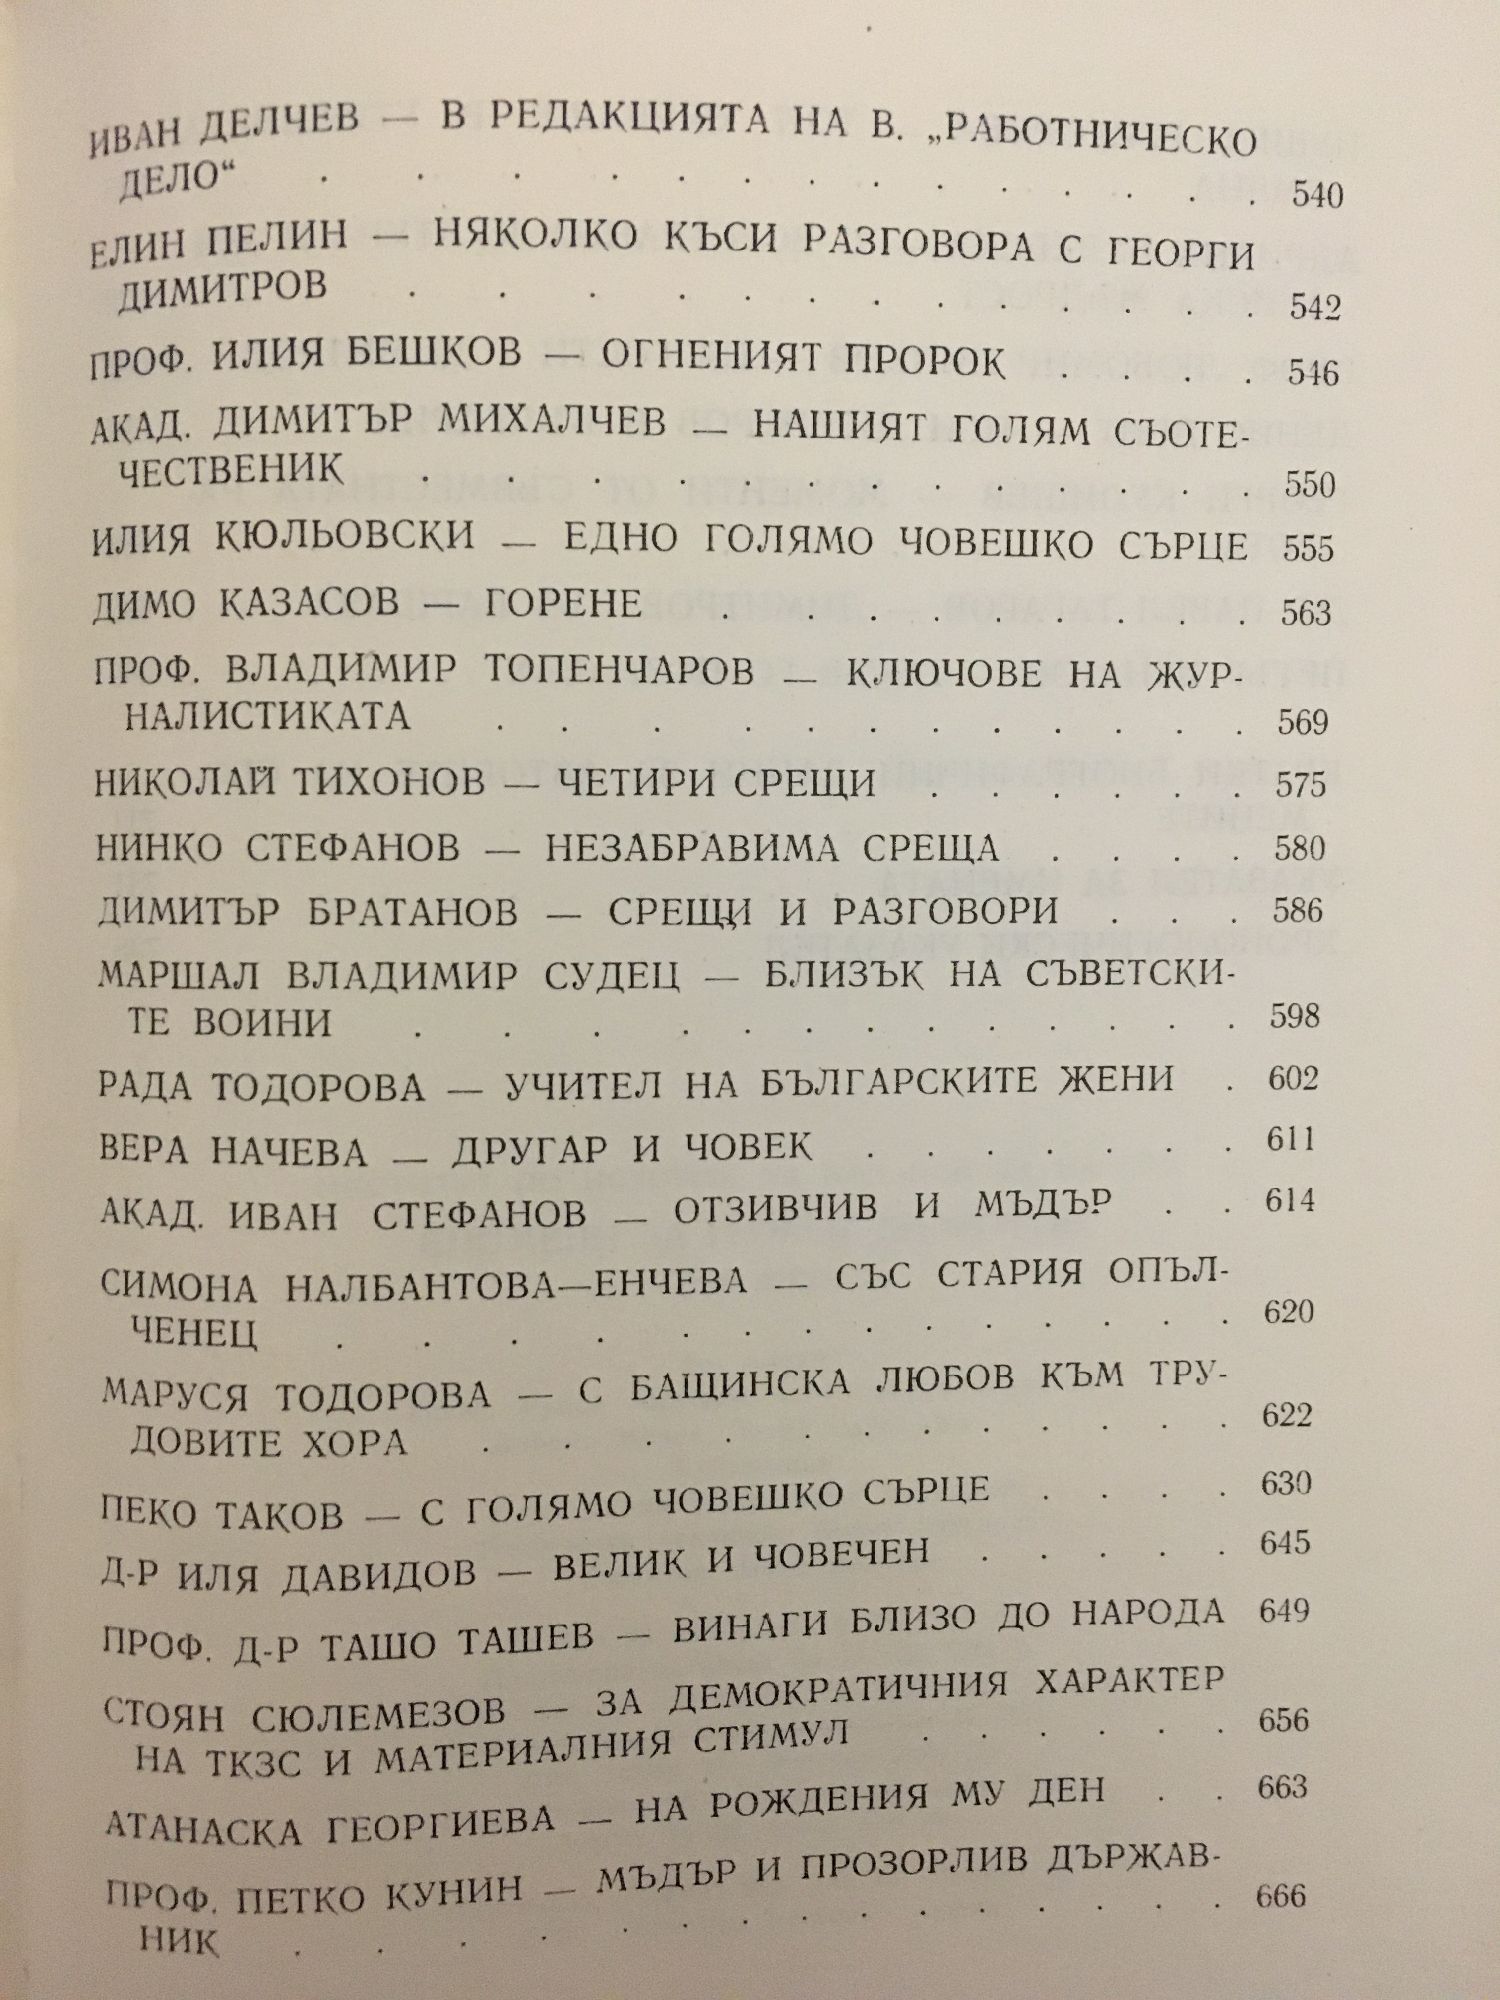 ИВАН ДЕЛЧЕВ — В РЕДАКЦИЯТА НА В. „РАБОТНИЧЕСКО
ДЕЛО“ . . . . . . . . . . . . . 540
ЕЛИН ПЕЛИН — НЯКОЛКО КЪСИ РАЗГОВОРА С ГЕОРГИ
ДИМИТРОВ . . . . . . . . . . . . 542
ПРОФ. ИЛИЯ БЕШКОВ — ОГНЕНИЯТ ПРОРОК . . . . 546
АКАД. ДИМИТЪР МИХАЛЧЕВ — НАШИЯТ ГОЛЯМ СЪОТЕ-
ЧЕСТВЕНИК . . . . . . . . . . . . 550
ИЛИЯ КЮЛЬОВСКИ — ЕДНО ГОЛЯМО ЧОВЕШКО СЪРЦЕ 555
ДИМО КАЗАСОВ — ГОРЕНЕ . . . . . . . . 563
ПРОФ. ВЛАДИМИР ТОПЕНЧАРОВ — КЛЮЧОВЕ НА ЖУР-
НАЛИСТИКАТА . . . . . . . . . . . 569
НИКОЛАЙ ТИХОНОВ — ЧЕТИРИ СРЕЩИ . . . . . . 575
НИНКО СТЕФАНОВ — НЕЗАБРАВИМА СРЕЩА . . . . 580
ДИМИТЪР БРАТАНОВ — СРЕЩИ И РАЗГОВОРИ . . . 586
МАРШАЛ ВЛАДИМИР СУДЕЦ — БЛИЗЪК НА СЪВЕТСКИ-
ТЕ ВОИНИ . . . . . . . . . . . . 598
РАДА ТОДОРОВА — УЧИТЕЛ НА БЪЛГАРСКИТЕ ЖЕНИ . 602
ВЕРА НАЧЕВА — ДРУГАР И ЧОВЕК . . . . . . . 611
АКАД. ИВАН СТЕФАНОВ — ОТЗИВЧИВ И МЪДЪР . . 614
СИМОНА НАЛБАНТОВА—ЕНЧЕВА — СЪС СТАРИЯ ОПЪЛ-
ЧЕНЕЦ . . . . . . . . . . . . . 620
МАРУСЯ ТОДОРОВА — С БАЩИНСКА ЛЮБОВ КЪМ ТРУ-
ДОВИТЕ ХОРА . . . . . . . . . . . 622
ПЕКО ТАКОВ — С ГОЛЯМО ЧОВЕШКО СЪРЦЕ . . . . 630
Д-Р ИЛЯ ДАВИДОВ — ВЕЛИК И ЧОВЕЧЕН . . . . . 645
ПРОФ. Д-Р ТАШО ТАШЕВ — ВИНАГИ БЛИЗО ДО НАРОДА 649
СТОЯН СЮЛЕМЕЗОВ — ЗА ДЕМОКРАТИЧНИЯ ХАРАКТЕР
НА ТКЗС И МАТЕРИАЛНИЯ СТИМУЛ . . . . . . 656
АТАНАСКА ГЕОРГИЕВА — НА РОЖДЕНИЯ МУ ДЕН . . 663
ПРОФ. ПЕТКО КУНИН — МЪДЪР И ПРОЗОРЛИВ ДЪРЖАВ-
НИК . . . . . . . . . . . . . . 666